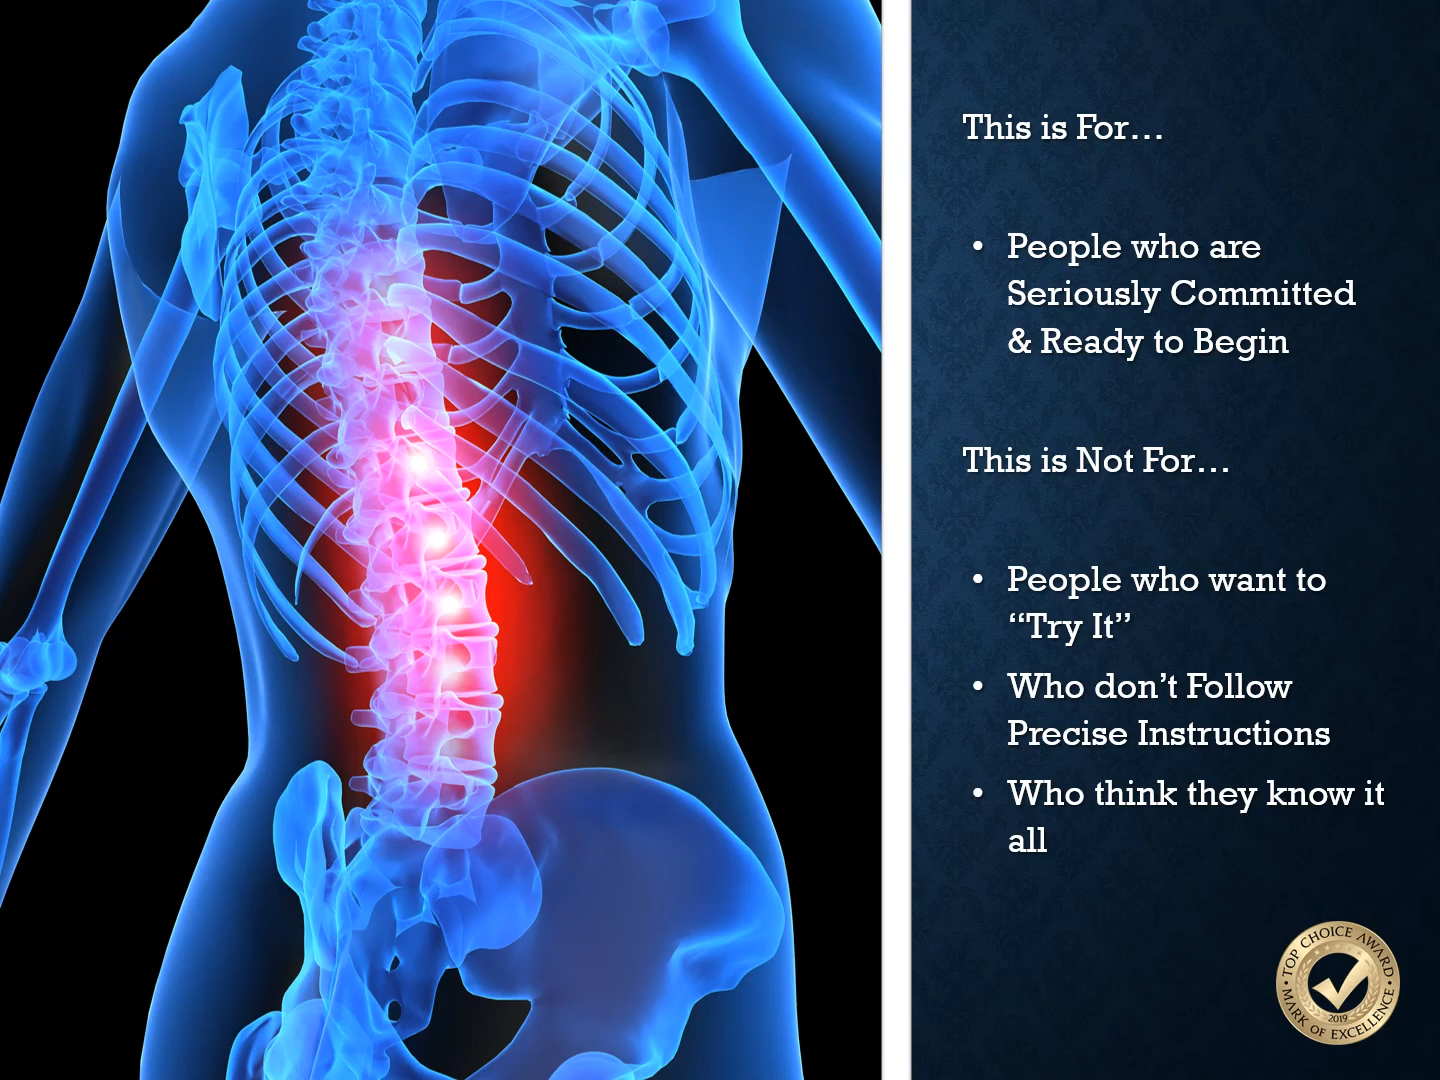 This is For…
• People who are
Seriously Committed
& Ready to Begin
This is Not For…
• People who want to
“Try It”
• Who don’t Follow
Precise Instructions
• Who think they know it
all
TOP CHOICE AWARD
2019
MARK OF EXCELLENCE